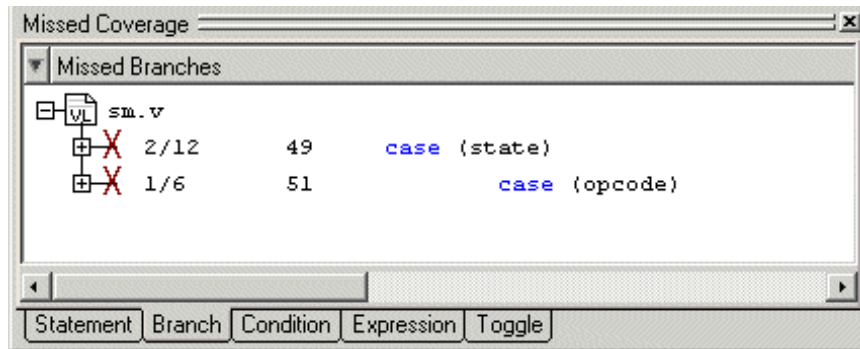 Missed Coverage
Missed Branches
VL sm.v
2/12 49 case (state)
1/6 51 case (opcode)
Statement Branch Condition Expression Toggle